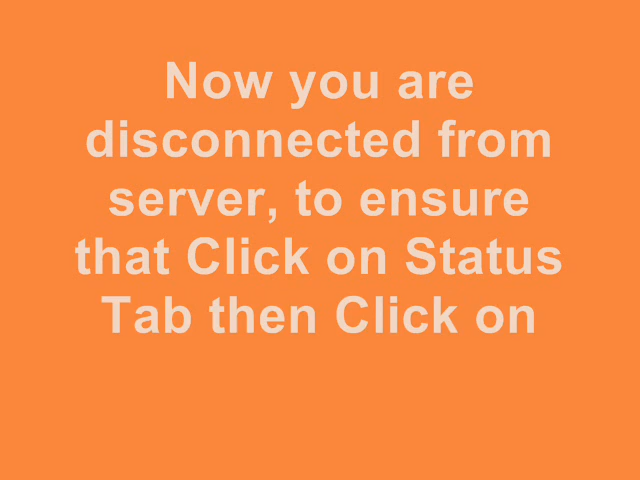 Now you are
disconnected from
server, to ensure
that Click on Status
Tab then Click on